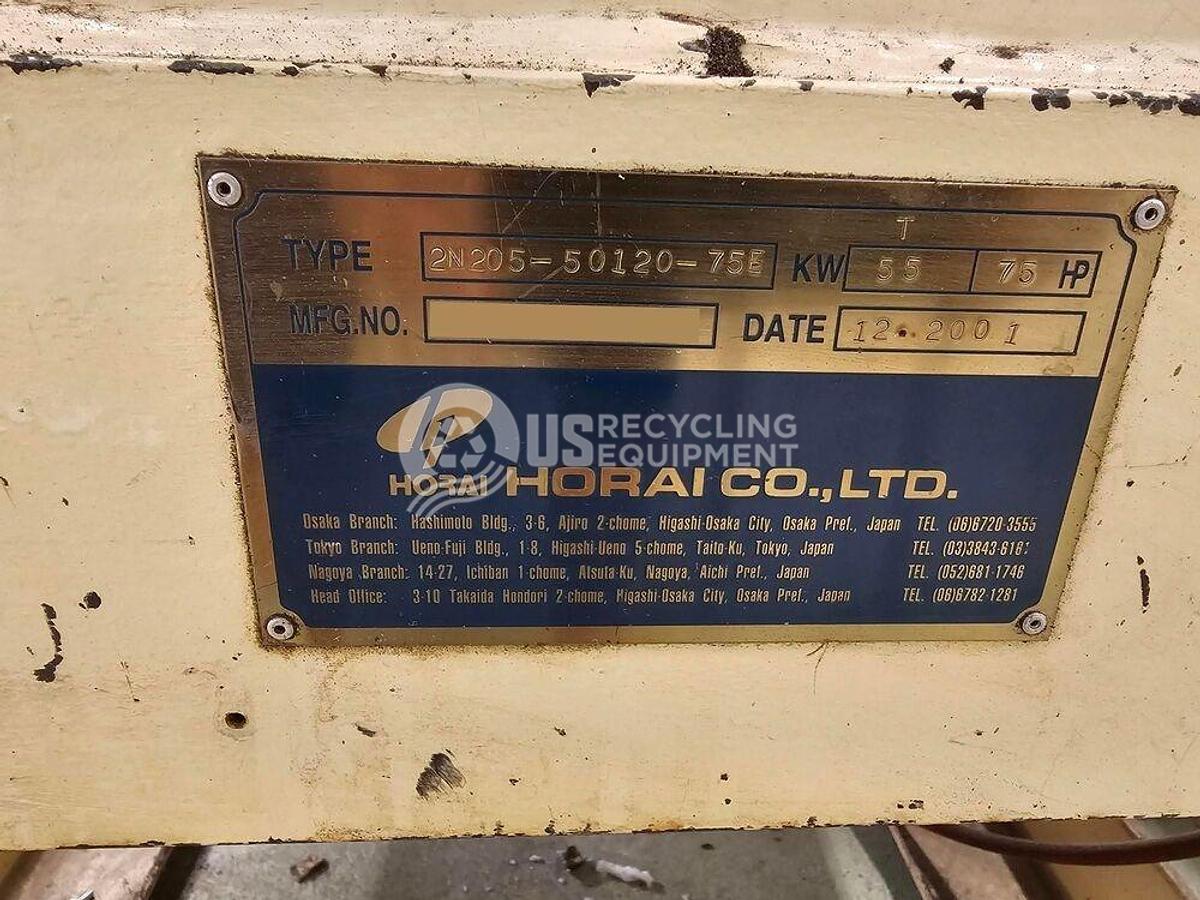 T
TYPE 2N205-50120-75E KW 55 75 HP
MFG.NO. DATE 12. 2001
US RECYCLING EQUIPMENT
HORAI HORAI CO.,LTD.
Osaka Branch: Hashimoto Bldg., 3-6, Ajiro 2-chome, Higashi-Osaka City, Osaka Pref., Japan TEL. (06)6720-3555
Tokyo Branch: Ueno-Fuji Bldg., 1-8, Higashi-Ueno 5-chome, Taito-Ku, Tokyo, Japan TEL. (03)3843-6161
Nagoya Branch: 14-27, Ichiban 1-chome, Atsuta-Ku, Nagoya, Aichi Pref., Japan TEL. (052)681-1746
Head Office: 3-10 Takaida Hondori 2-chome, Higashi-Osaka City, Osaka Pref., Japan TEL. (06)6782-1281